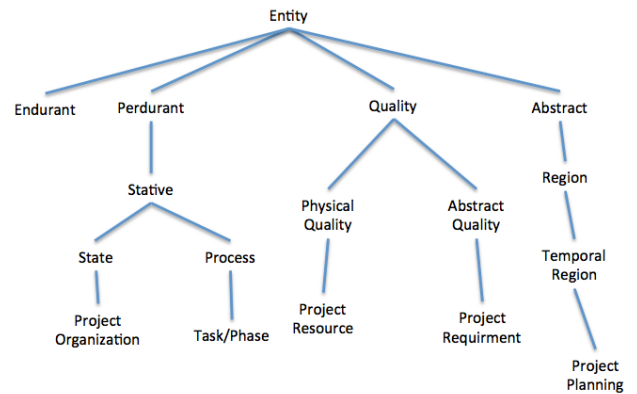 Entity
Endurant
Perdurant
Quality
Abstract
Stative
Physical
Quality
Abstract
Quality
Region
State
Process
Temporal
Region
Project
Organization
Task/Phase
Project
Resource
Project
Requirment
Project
Planning